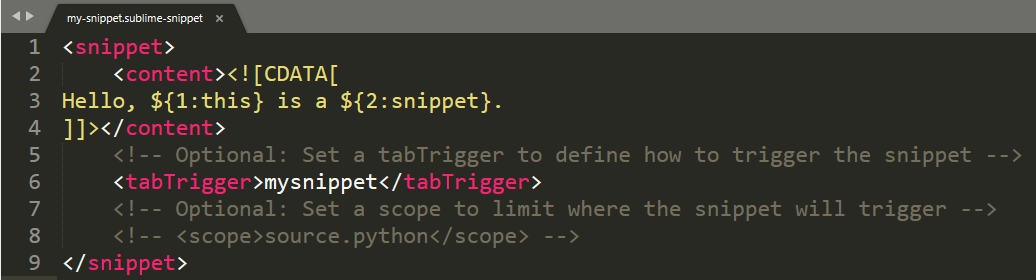 my-snippet.sublime-snippet ×
1 <snippet>
2     <content><![CDATA[
3 Hello, ${1:this} is a ${2:snippet}.
4 ]]></content>
5     <!-- Optional: Set a tabTrigger to define how to trigger the snippet -->
6     <tabTrigger>mysnippet</tabTrigger>
7     <!-- Optional: Set a scope to limit where the snippet will trigger -->
8     <!-- <scope>source.python</scope> -->
9 </snippet>